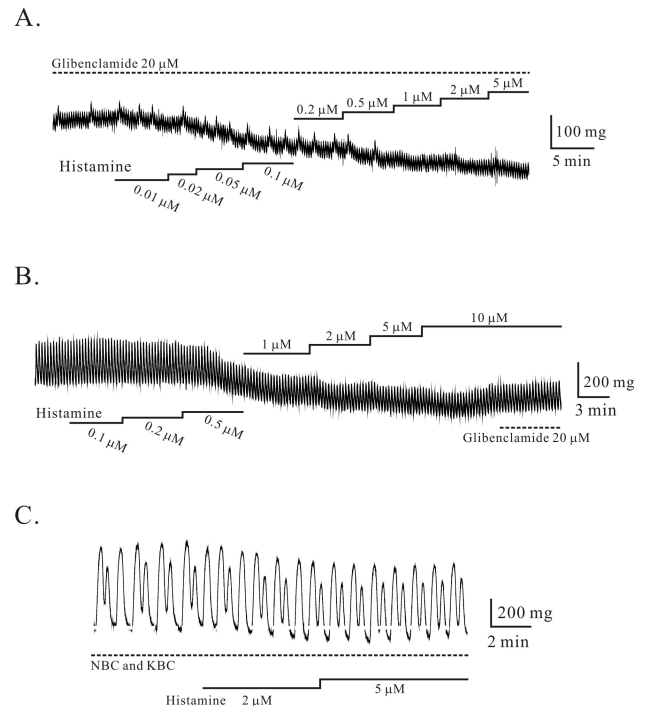 A.
Glibenclamide 20 µM
0.2 µM 0.5 µM 1 µM 2 µM 5 µM
100 mg
5 min
Histamine
0.01 µM 0.02 µM 0.05 µM 0.1 µM
B.
1 µM 2 µM 5 µM 10 µM
200 mg
3 min
Histamine
0.1 µM 0.2 µM 0.5 µM
Glibenclamide 20 µM
C.
200 mg
2 min
NBC and KBC
Histamine 2 µM 5 µM